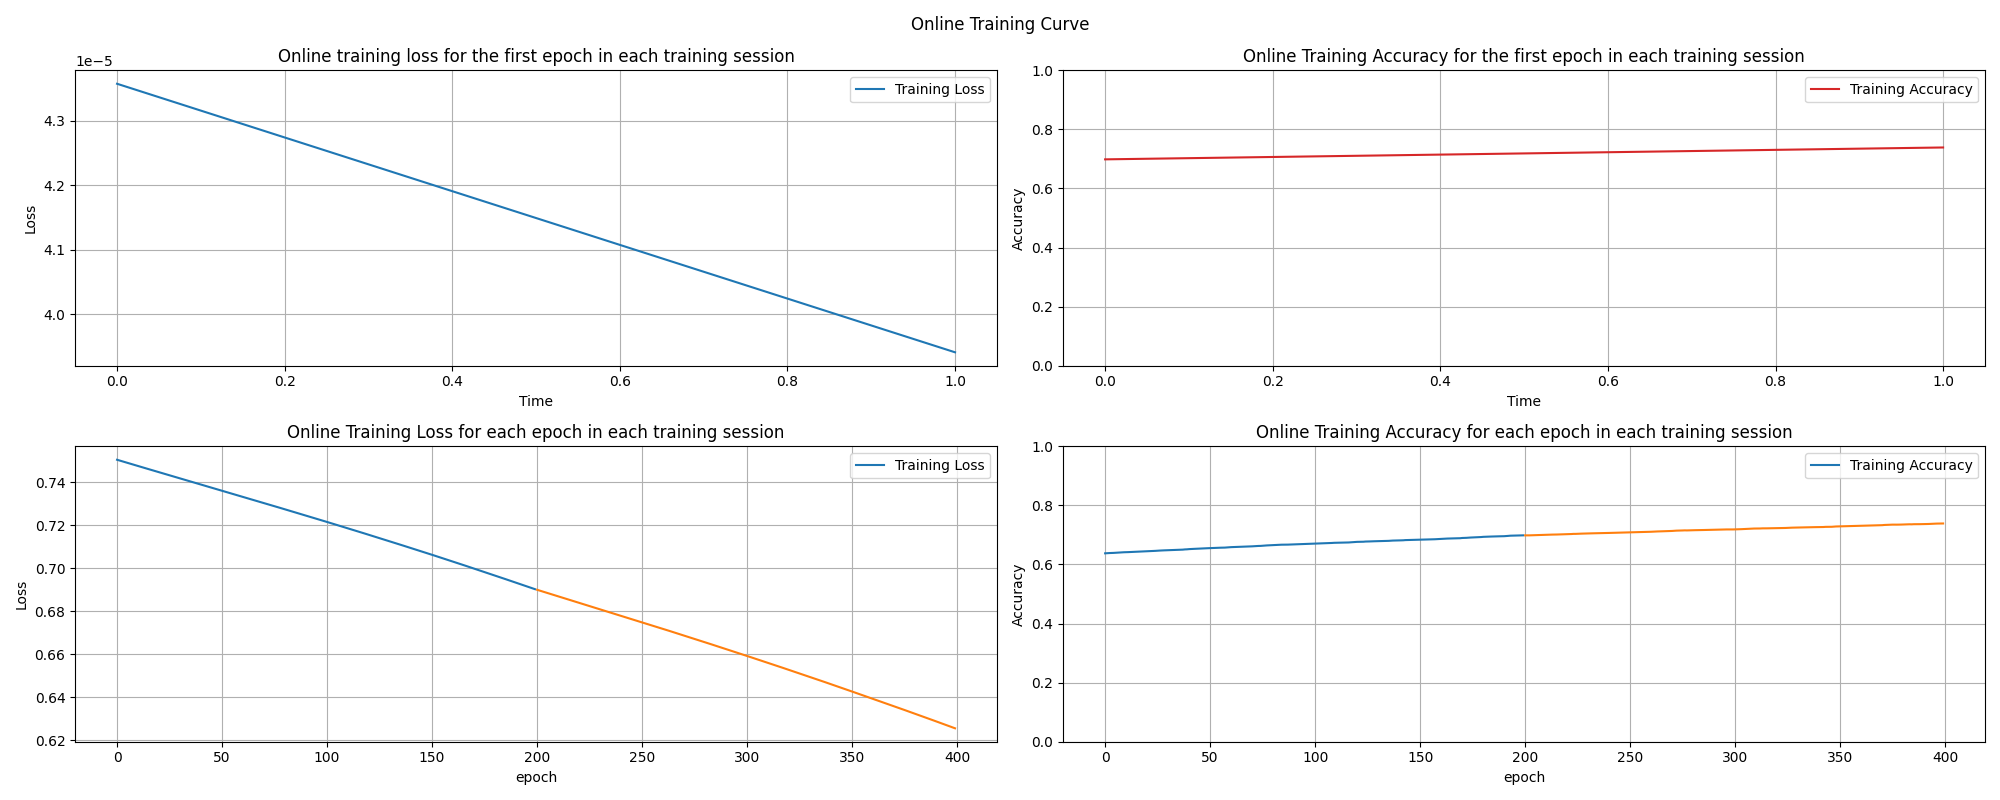 Online Training Curve
Online training loss for the first epoch in each training session
1e−5
Training Loss
4.3
4.2
4.1
4.0
Loss
0.0 0.2 0.4 0.6 0.8 1.0
Time
Online Training Accuracy for the first epoch in each training session
Training Accuracy
1.0
0.8
0.6
0.4
0.2
0.0
Accuracy
0.0 0.2 0.4 0.6 0.8 1.0
Time
Online Training Loss for each epoch in each training session
Training Loss
0.74
0.72
0.70
0.68
0.66
0.64
0.62
Loss
0 50 100 150 200 250 300 350 400
epoch
Online Training Accuracy for each epoch in each training session
Training Accuracy
1.0
0.8
0.6
0.4
0.2
0.0
Accuracy
0 50 100 150 200 250 300 350 400
epoch